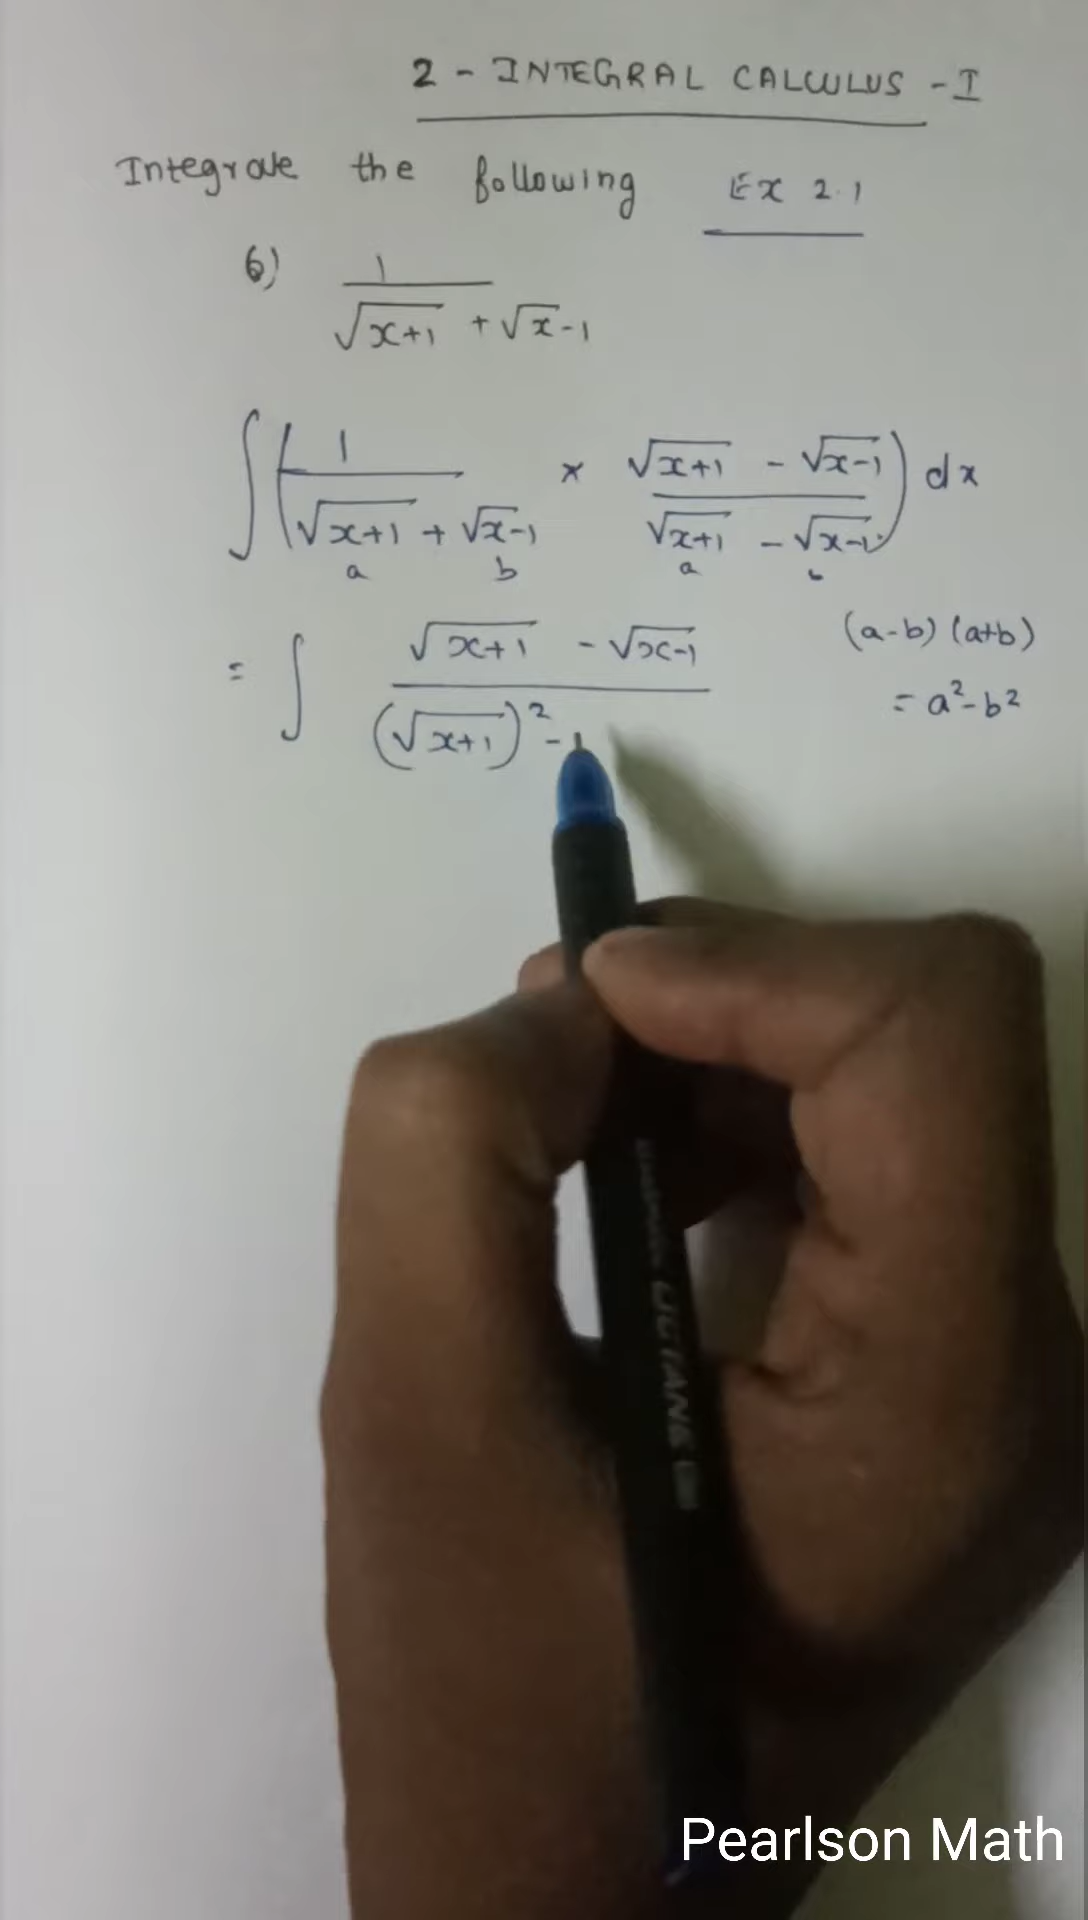 2 - INTEGRAL CALCULUS - I
Integrate the following Ex 2.1
6) 1/(√(x+1) + √x-1)
∫(1/(√(x+1) + √x-1) × (√(x+1) - √(x-1))/(√(x+1) - √(x-1))) dx
a b a b
= ∫ (√(x+1) - √(x-1))/(√(x+1))² - (a-b) (a+b)
= a²-b²
OCTANE
Pearlson Math